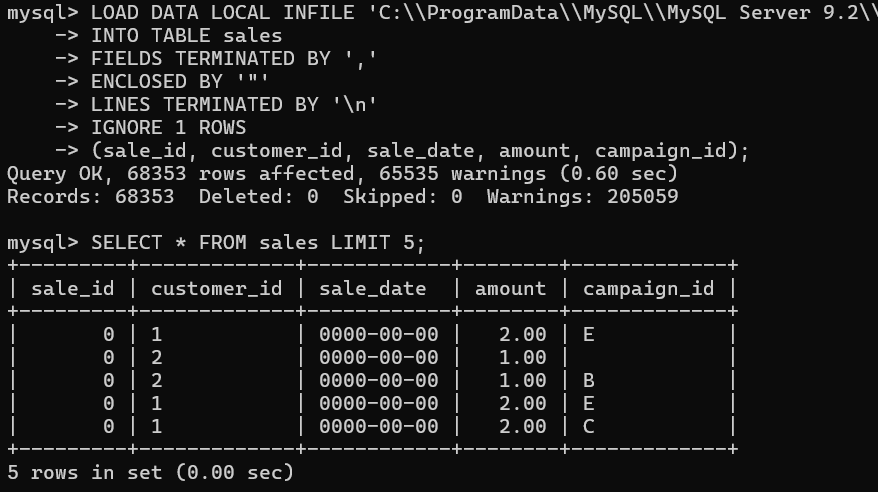 mysql> LOAD DATA LOCAL INFILE 'C:\\ProgramData\\MySQL\\MySQL Server 9.2\\
    -> INTO TABLE sales
    -> FIELDS TERMINATED BY ','
    -> ENCLOSED BY '"'
    -> LINES TERMINATED BY '\n'
    -> IGNORE 1 ROWS
    -> (sale_id, customer_id, sale_date, amount, campaign_id);
Query OK, 68353 rows affected, 65535 warnings (0.60 sec)
Records: 68353  Deleted: 0  Skipped: 0  Warnings: 205059

mysql> SELECT * FROM sales LIMIT 5;
+---------+-------------+------------+--------+-------------+
| sale_id | customer_id | sale_date  | amount | campaign_id |
+---------+-------------+------------+--------+-------------+
|       0 | 1           | 0000-00-00 |   2.00 | E           |
|       0 | 2           | 0000-00-00 |   1.00 |             |
|       0 | 2           | 0000-00-00 |   1.00 | B           |
|       0 | 1           | 0000-00-00 |   2.00 | E           |
|       0 | 1           | 0000-00-00 |   2.00 | C           |
+---------+-------------+------------+--------+-------------+
5 rows in set (0.00 sec)